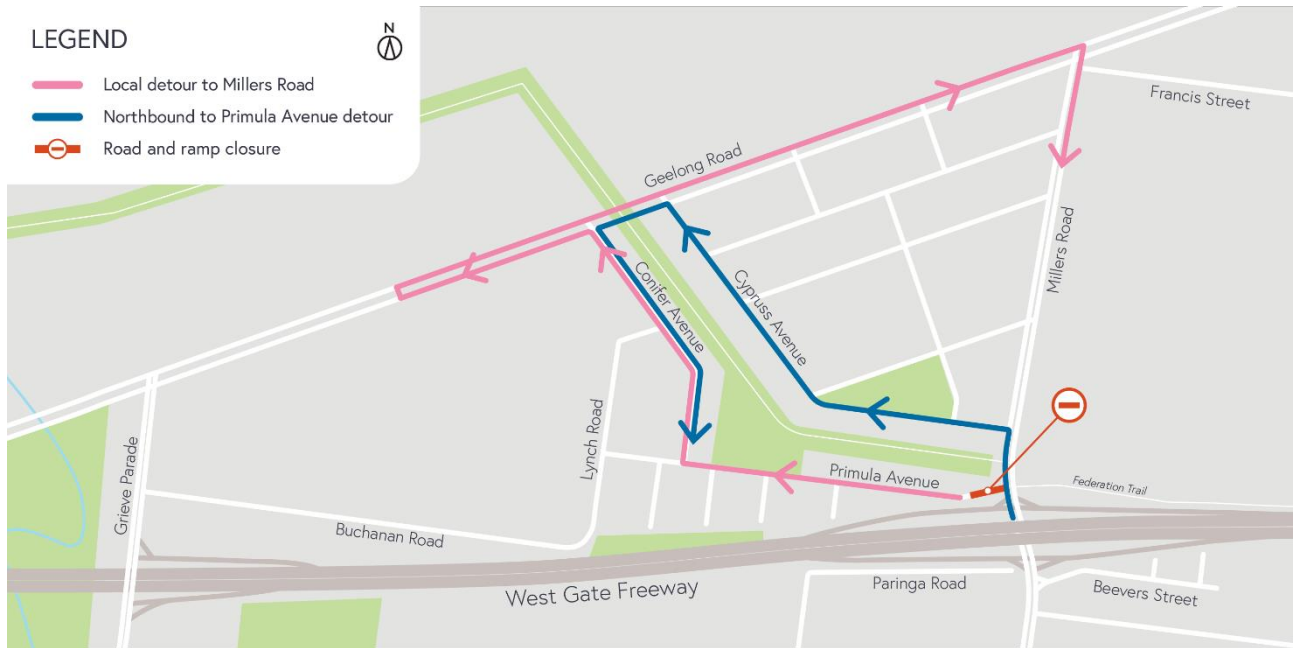 LEGEND
N
Local detour to Millers Road
Northbound to Primula Avenue detour
Road and ramp closure
Francis Street
Geelong Road
Millers Road
Conifer Avenue
Cypruss Avenue
Lynch Road
Grieve Parade
Primula Avenue
Federation Trail
Buchanan Road
West Gate Freeway
Paringa Road
Beevers Street